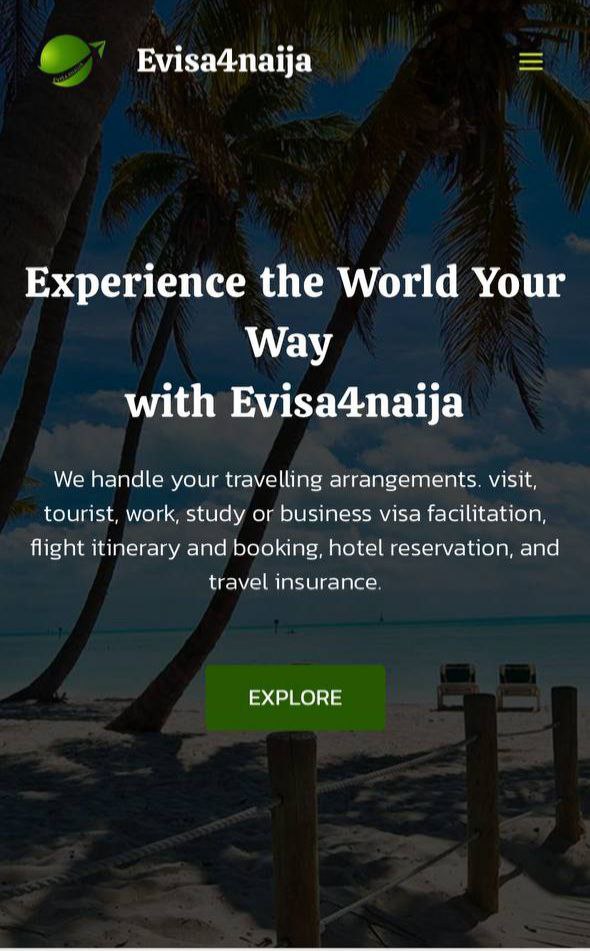 Evisa4naija
Experience the World Your
Way
with Evisa4naija
We handle your travelling arrangements. visit,
tourist, work, study or business visa facilitation,
flight itinerary and booking, hotel reservation, and
travel insurance.
EXPLORE